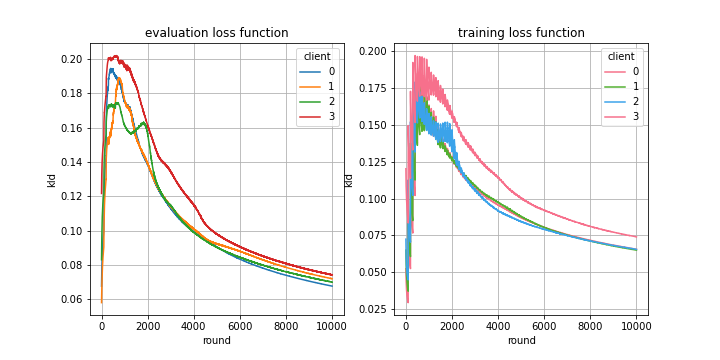 evaluation loss function
kld
0.20
0.18
0.16
0.14
0.12
0.10
0.08
0.06
0 2000 4000 6000 8000 10000
round
client
0
1
2
3
training loss function
kld
0.200
0.175
0.150
0.125
0.100
0.075
0.050
0.025
0 2000 4000 6000 8000 10000
round
client
0
1
2
3